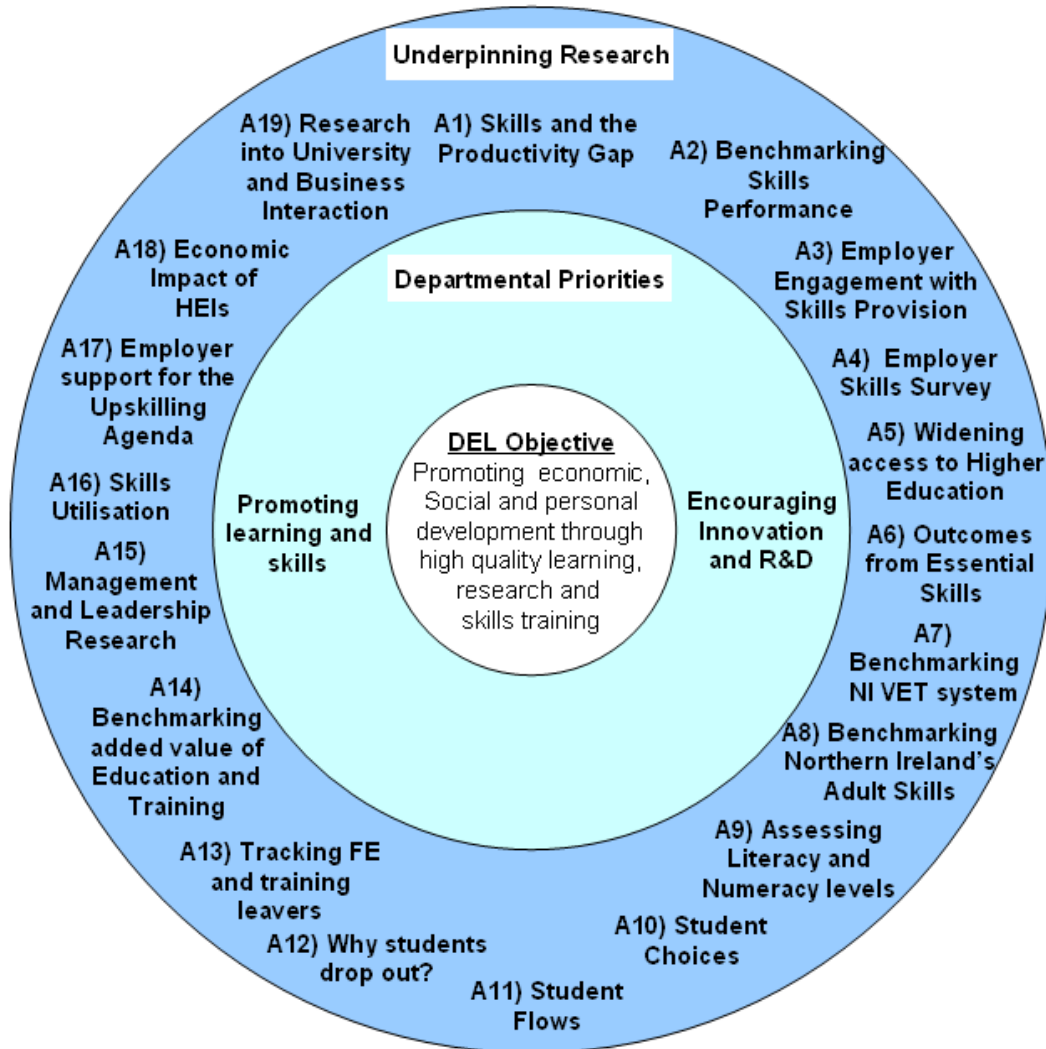 Underpinning Research
A1) Skills and the
Productivity Gap
A2) Benchmarking
Skills
Performance
A3) Employer
Engagement with
Skills Provision
A4) Employer
Skills Survey
A5) Widening
access to Higher
Education
A6) Outcomes
from Essential
Skills
A7)
Benchmarking
NI VET system
A8) Benchmarking
Northern Ireland's
Adult Skills
A9) Assessing
Literacy and
Numeracy levels
A10) Student
Choices
A11) Student
Flows
A12) Why students
drop out?
A13) Tracking FE
and training
leavers
A14)
Benchmarking
added value of
Education and
Training
A15)
Management
and Leadership
Research
A16) Skills
Utilisation
A17) Employer
support for the
Upskilling
Agenda
A18) Economic
Impact of
HEIs
A19) Research
into University
and Business
Interaction
Departmental Priorities
Promoting
learning and
skills
DEL Objective
Promoting economic,
Social and personal
development through
high quality learning,
research and
skills training
Encouraging
Innovation
and R&D